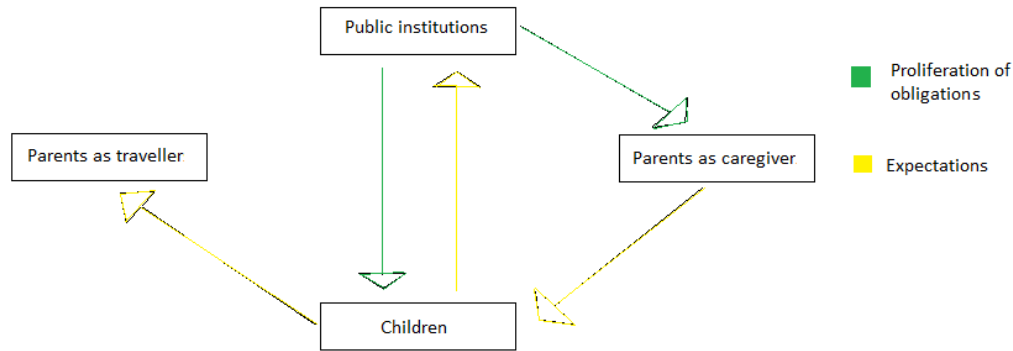 Public institutions
Proliferation of
obligations
Parents as traveller
Parents as caregiver
Expectations
Children